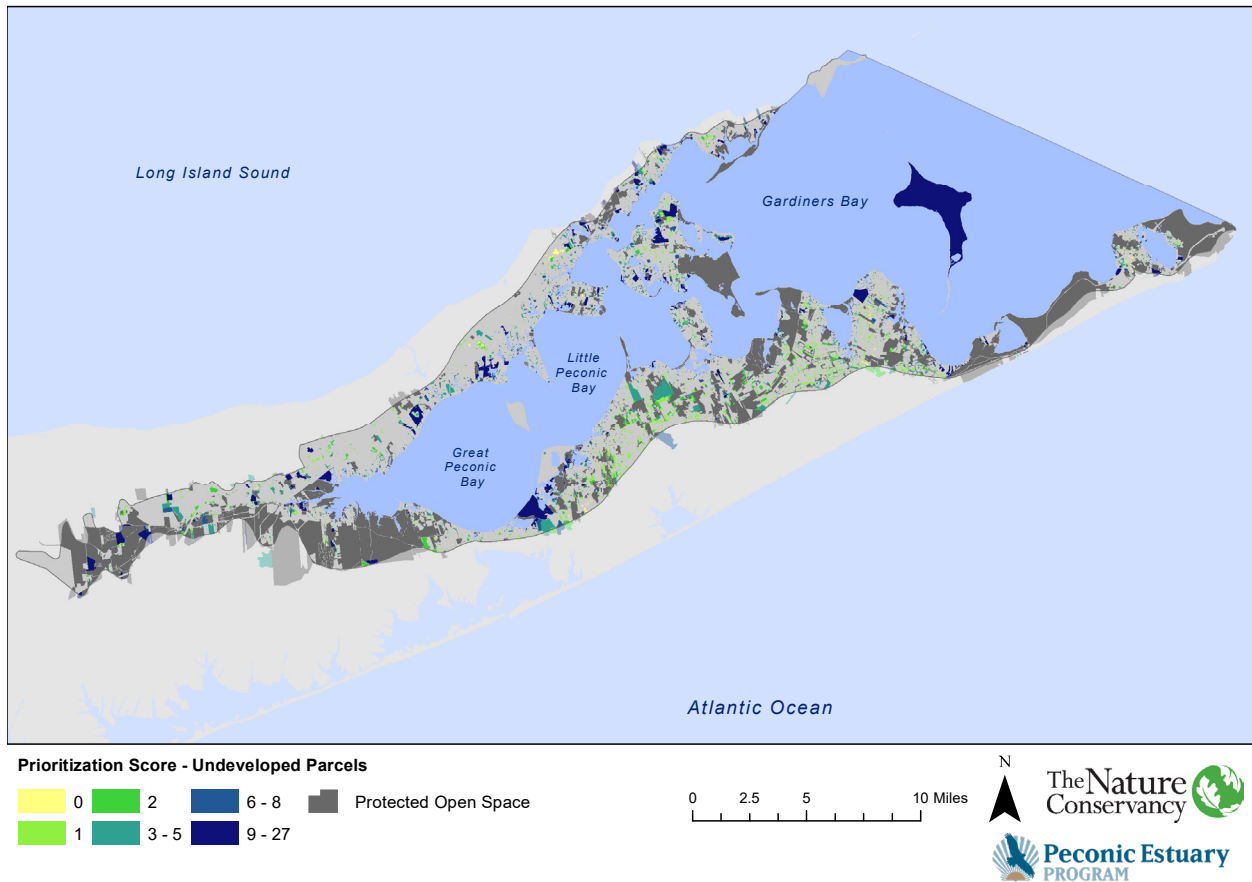 Long Island Sound
Gardiners Bay
Little
Peconic
Bay
Great
Peconic
Bay
Atlantic Ocean
Prioritization Score - Undeveloped Parcels
0
2
6 - 8
Protected Open Space
1
3 - 5
9 - 27
0 2.5 5 10 Miles
N
The Nature
Conservancy
Peconic Estuary
PROGRAM